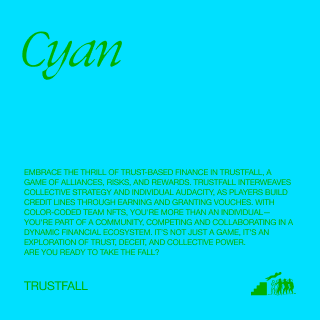 Cyan
EMBRACE THE THRILL OF TRUST-BASED FINANCE IN TRUSTFALL, A
GAME OF ALLIANCES, RISKS, AND REWARDS. TRUSTFALL INTERWEAVES
COLLECTIVE STRATEGY AND INDIVIDUAL AUDACITY, AS PLAYERS BUILD
CREDIT LINES THROUGH EARNING AND GRANTING VOUCHES. WITH
COLOR-CODED TEAM NFTS, YOU'RE MORE THAN AN INDIVIDUAL—
YOU'RE PART OF A COMMUNITY, COMPETING AND COLLABORATING IN A
DYNAMIC FINANCIAL ECOSYSTEM. IT'S NOT JUST A GAME, IT'S AN
EXPLORATION OF TRUST, DECEIT, AND COLLECTIVE POWER.
ARE YOU READY TO TAKE THE FALL?
TRUSTFALL